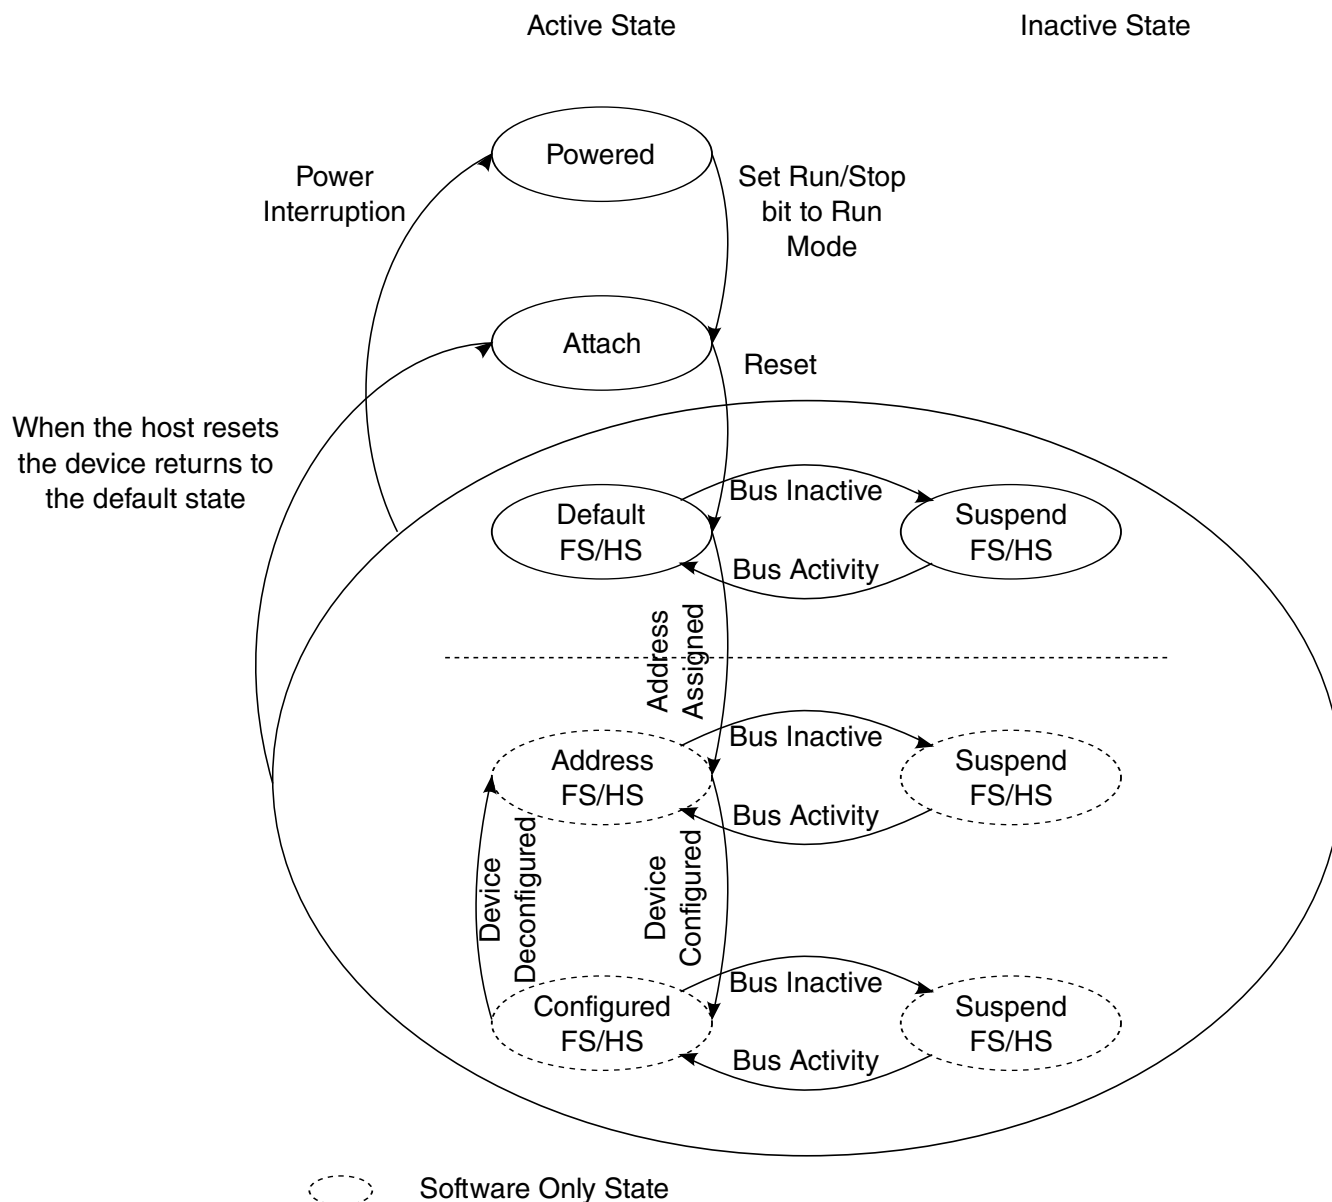 Active State
Inactive State
Powered
Power
Interruption
Set Run/Stop
bit to Run
Mode
Attach
Reset
When the host resets
the device returns to
the default state
Default
FS/HS
Bus Inactive
Bus Activity
Suspend
FS/HS
Address
Assigned
Address
FS/HS
Bus Inactive
Bus Activity
Suspend
FS/HS
Device
Deconfigured
Device
Configured
Configured
FS/HS
Bus Inactive
Bus Activity
Suspend
FS/HS
Software Only State